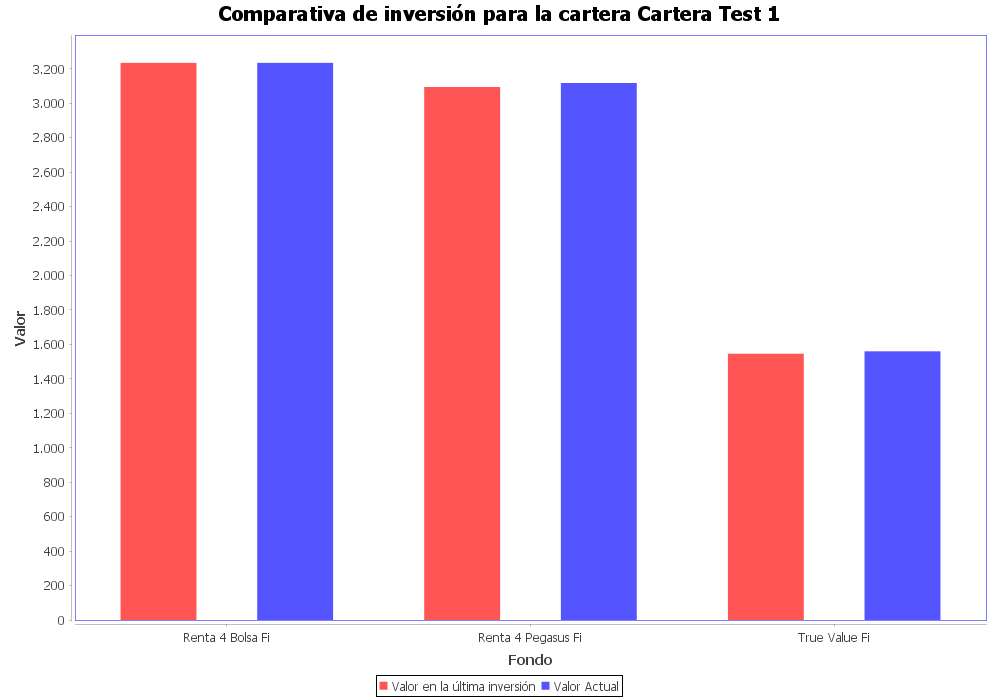 Comparativa de inversión para la cartera Cartera Test 1
Valor
3.200
3.000
2.800
2.600
2.400
2.200
2.000
1.800
1.600
1.400
1.200
1.000
800
600
400
200
0
Renta 4 Bolsa Fi
Renta 4 Pegasus Fi
True Value Fi
Fondo
Valor en la última inversión
Valor Actual